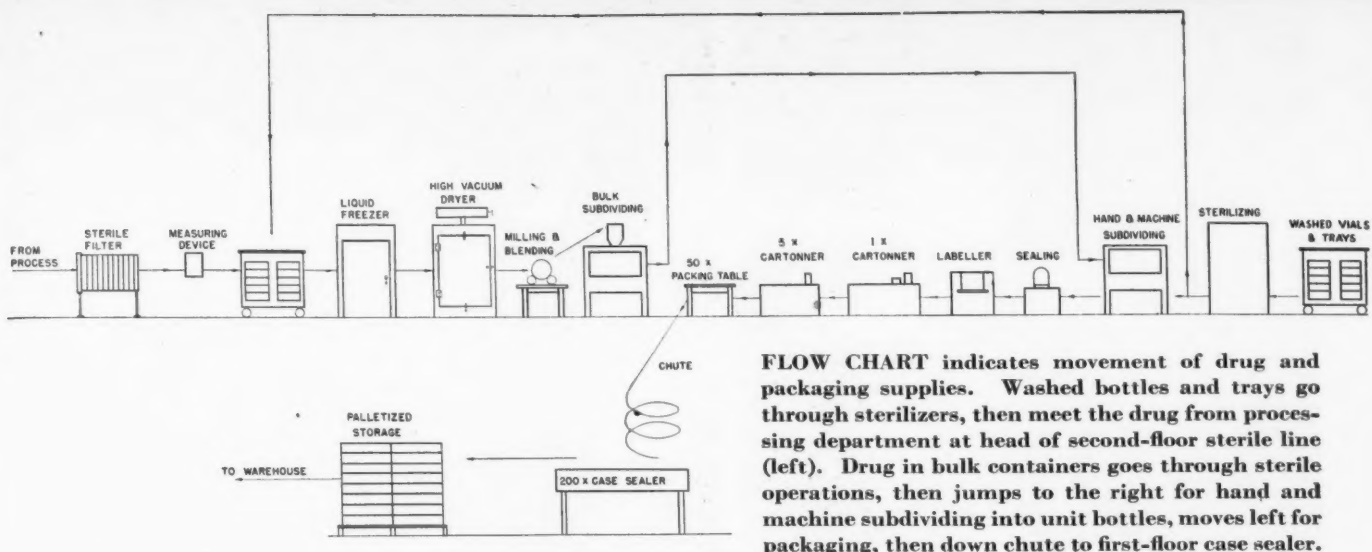 FROM
PROCESS
STERILE
FILTER
MEASURING
DEVICE
LIQUID
FREEZER
HIGH VACUUM
DRYER
MILLING &
BLENDING
BULK
SUBDIVIDING
50 X
PACKING TABLE
5 X
CARTONNER
1 X
CARTONNER
LABELLER
SEALING
HAND & MACHINE
SUBDIVIDING
STERILIZING
WASHED VIALS
& TRAYS
CHUTE
PALLETIZED
STORAGE
TO WAREHOUSE
200 X CASE SEALER
FLOW CHART indicates movement of drug and
packaging supplies. Washed bottles and trays go
through sterilizers, then meet the drug from proces-
sing department at head of second-floor sterile line
(left). Drug in bulk containers goes through sterile
operations, then jumps to the right for hand and
machine subdividing into unit bottles, moves left for
packaging, then down chute to first-floor case sealer.